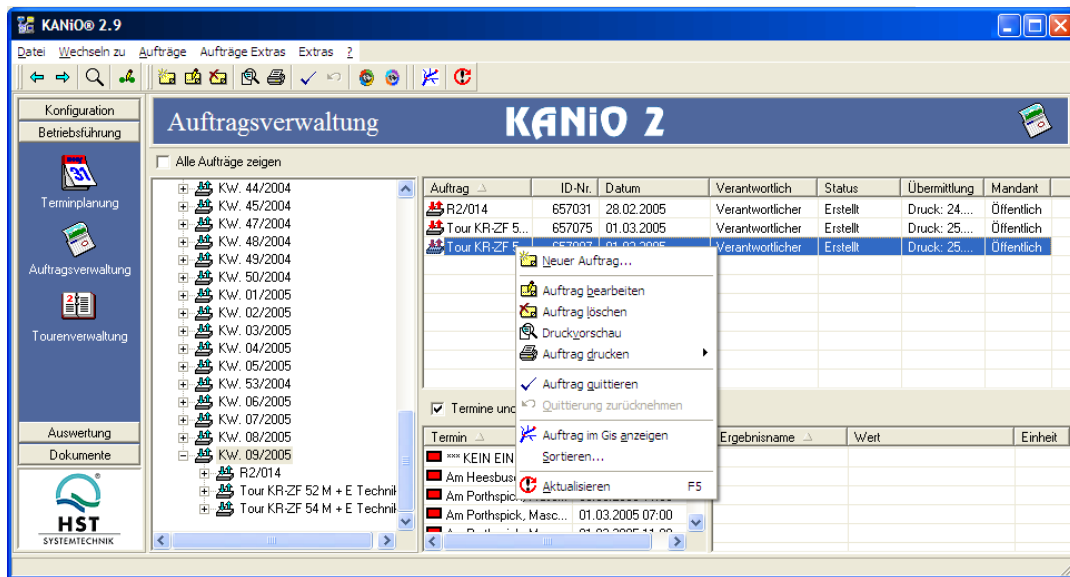 KANiO® 2.9
Datei Wechseln zu Aufträge Aufträge Extras Extras ?
Konfiguration
Betriebsführung
Auftragsverwaltung KANiO 2
Alle Aufträge zeigen
31
Terminplanung
Auftragsverwaltung
Tourenverwaltung
Auswertung
Dokumente
HST
SYSTEMTECHNIK
KW. 44/2004
KW. 45/2004
KW. 47/2004
KW. 48/2004
KW. 49/2004
KW. 50/2004
KW. 01/2005
KW. 02/2005
KW. 03/2005
KW. 04/2005
KW. 05/2005
KW. 53/2004
KW. 06/2005
KW. 07/2005
KW. 08/2005
KW. 09/2005
R2/014
Tour KR-ZF 52 M + E Technik
Tour KR-ZF 54 M + E Technik
Auftrag ID-Nr. Datum Verantwortlich Status Übermittlung Mandant
R2/014 657031 28.02.2005 Verantwortlicher Erstellt Druck: 24.... Öffentlich
Tour KR-ZF 5... 657075 01.03.2005 Verantwortlicher Erstellt Druck: 25.... Öffentlich
Tour KR-ZF 5 Verantwortlicher Erstellt Druck: 25.... Öffentlich
Neuer Auftrag...
Auftrag bearbeiten
Auftrag löschen
Druckvorschau
Auftrag drucken
Auftrag quittieren
Quittierung zurücknehmen
Auftrag im Gis anzeigen
Sortieren...
Aktualisieren F5
Termine und
Termin Ergebnisname Wert Einheit
*** KEIN EIN
Am Heesbus
Am Porthspick,
Am Porthspick, Masc... 01.03.2005 07:00